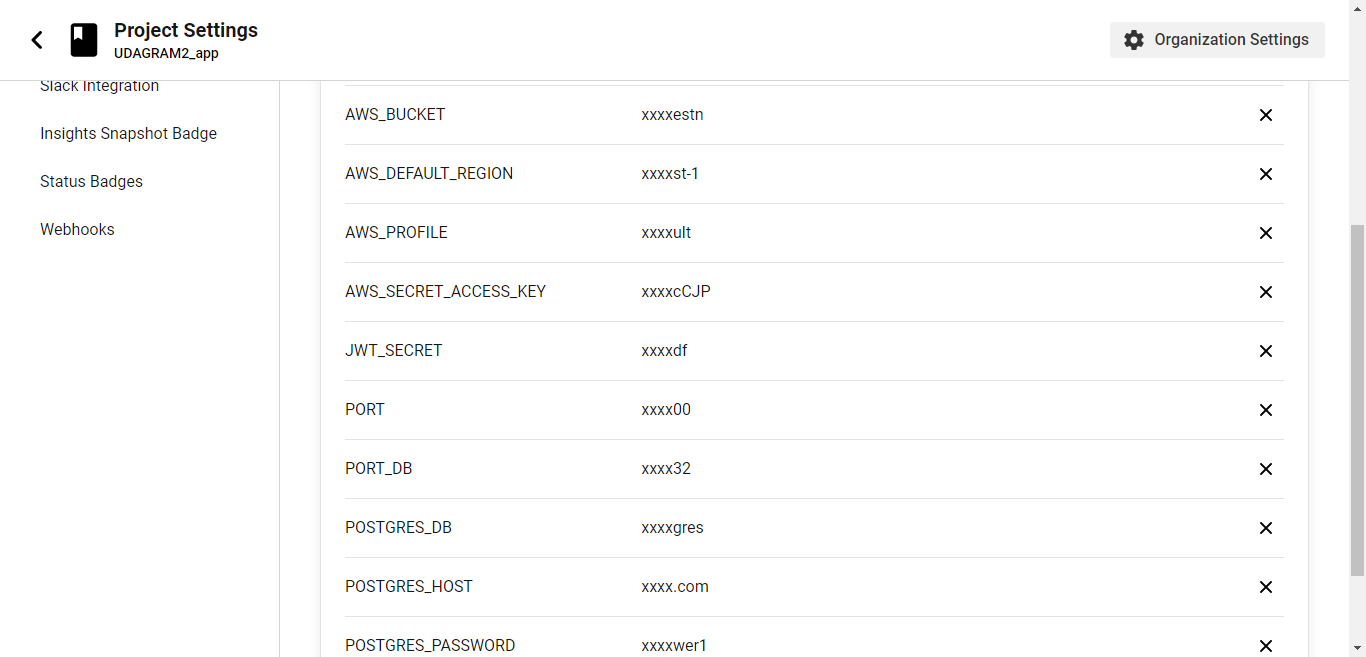 Project Settings
UDAGRAM2_app
Organization Settings
Slack Integration
Insights Snapshot Badge
Status Badges
Webhooks
AWS_BUCKET xxxxestn
AWS_DEFAULT_REGION xxxxst-1
AWS_PROFILE xxxxult
AWS_SECRET_ACCESS_KEY xxxxcCJP
JWT_SECRET xxxxdf
PORT xxxx00
PORT_DB xxxx32
POSTGRES_DB xxxxgres
POSTGRES_HOST xxxx.com
POSTGRES_PASSWORD xxxxwer1